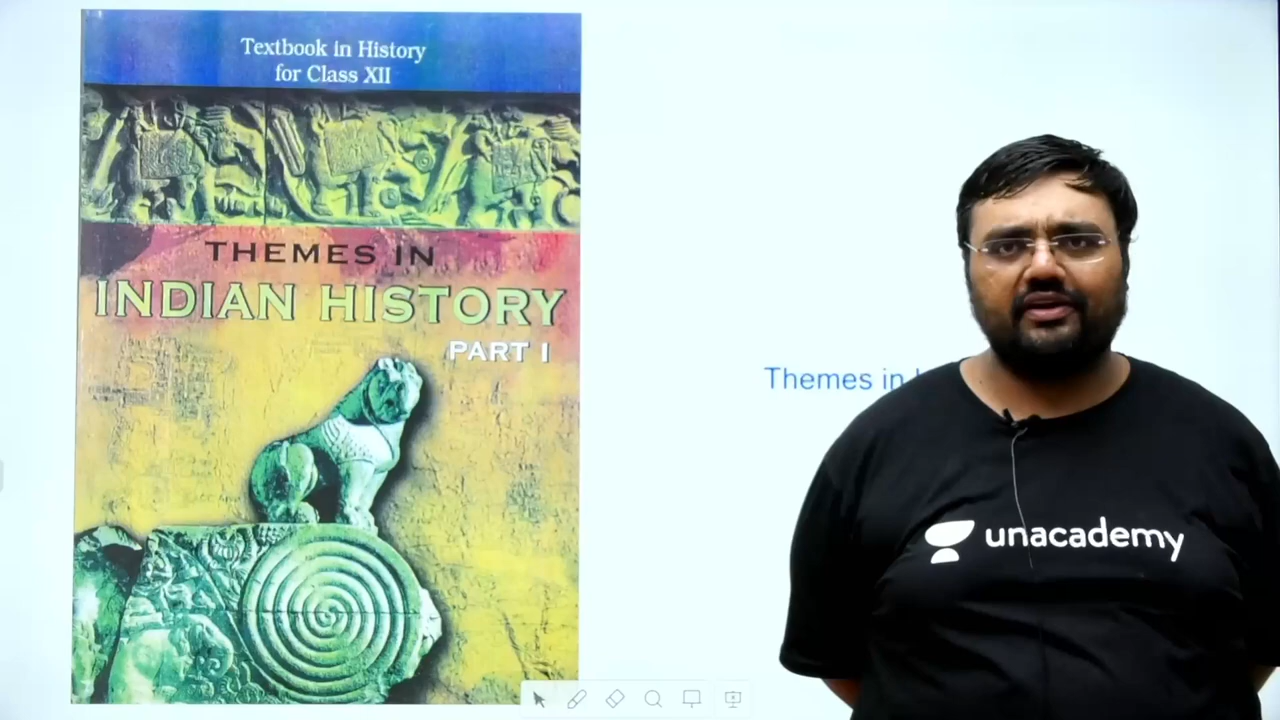 Textbook in History
for Class XII
THEMES IN
INDIAN HISTORY
PART I
Themes in
unacademy